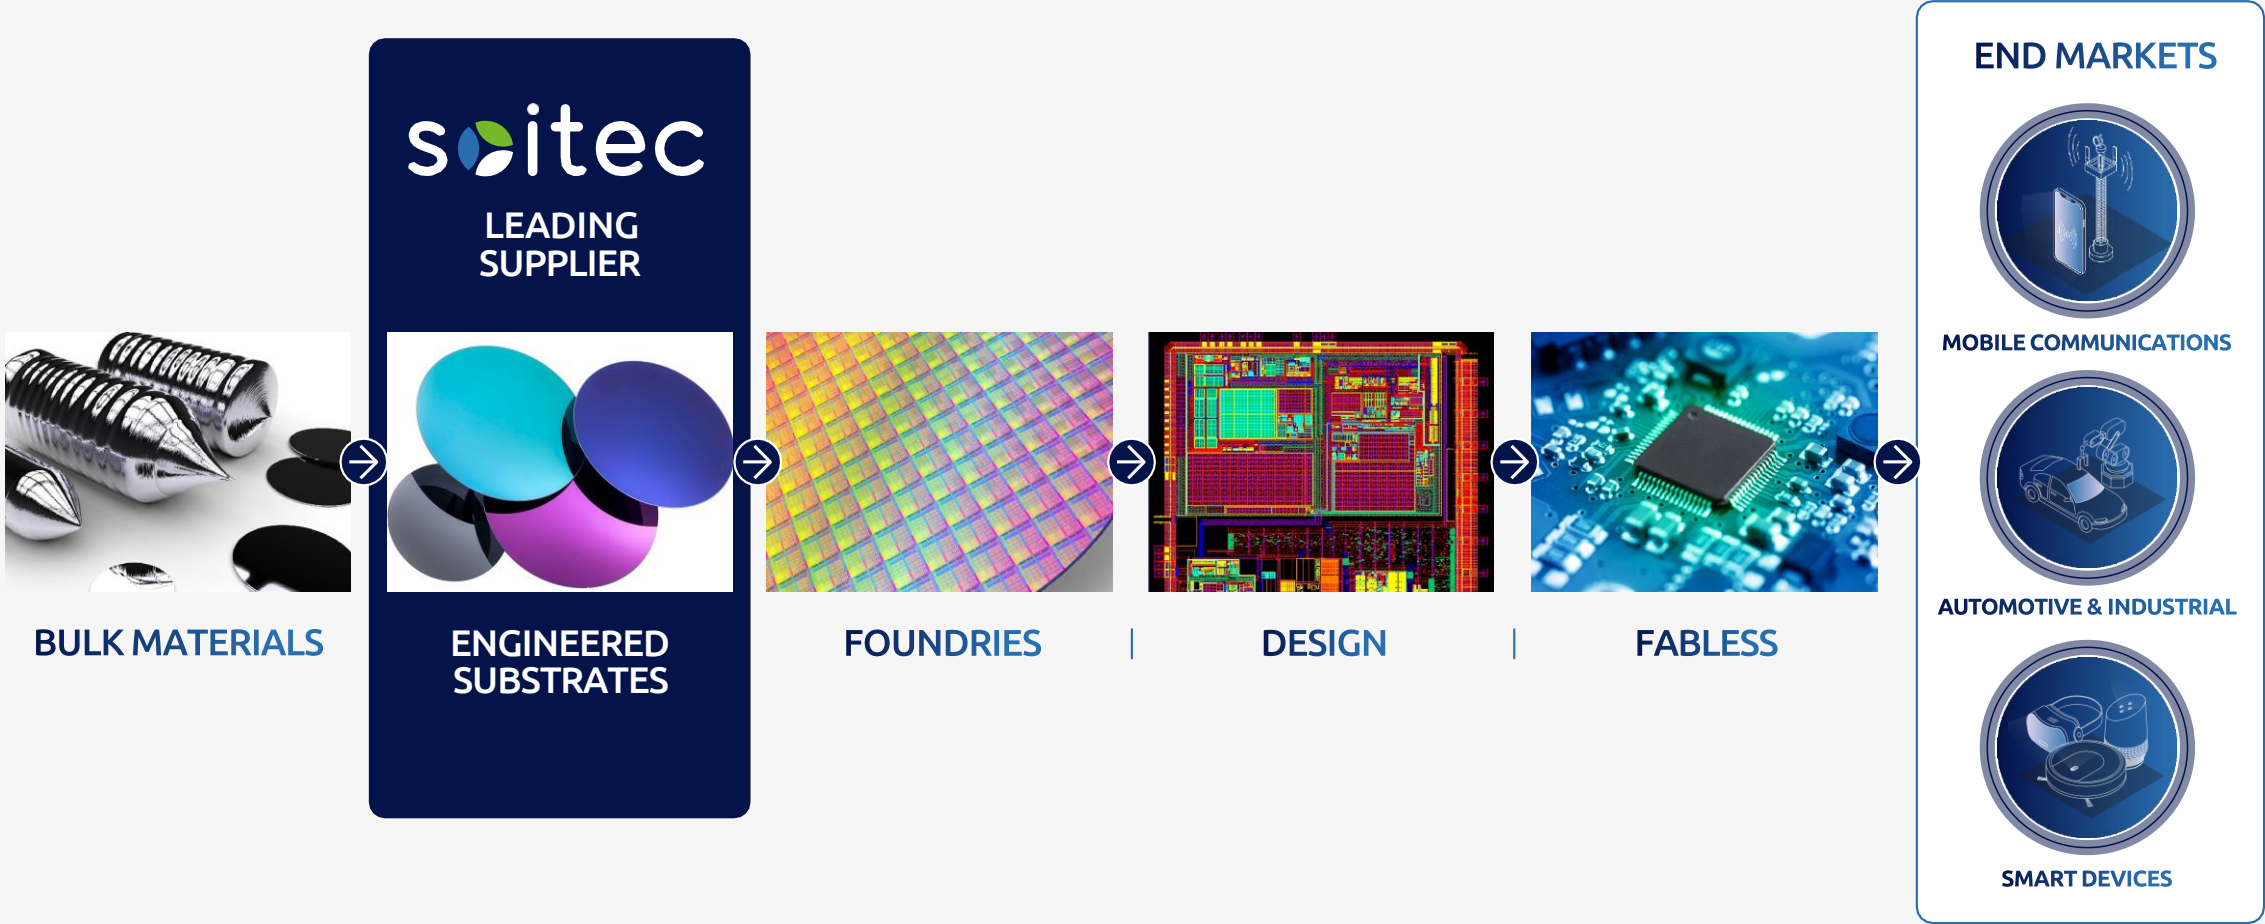 soitec
LEADING
SUPPLIER
BULK MATERIALS
ENGINEERED
SUBSTRATES
FOUNDRIES
DESIGN
FABLESS
END MARKETS
MOBILE COMMUNICATIONS
AUTOMOTIVE & INDUSTRIAL
SMART DEVICES